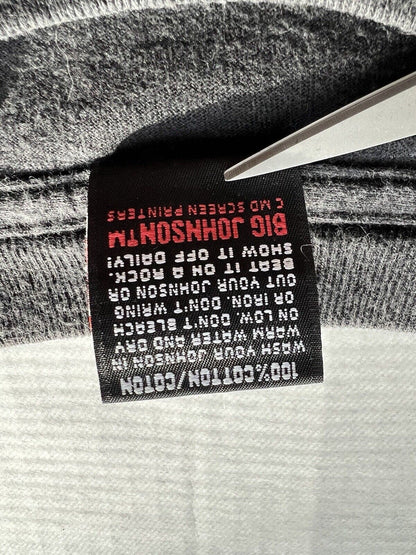 100% COTTON/COTON
WASH YOUR JOHNSON IN
WARM WATER AND DRY
ON LOW. DON'T BLEACH
OR IRON. DON'T WRING
OUT YOUR JOHNSON OR
BEAT IT ON A ROCK.
SHOW IT OFF DAILY!
BIG JOHNSON™
C MD SCREEN PRINTERS